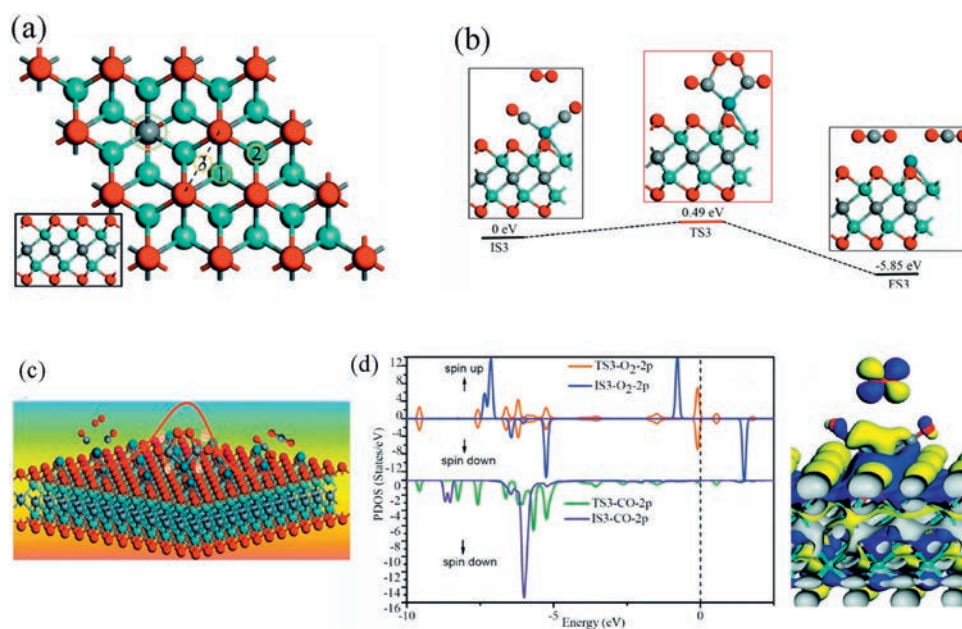 (a)
1
2
3
(b)
0 eV
IS3
0.49 eV
TS3
-5.85 eV
FS3
(c)
(d)
PDOS (States/eV)
12
8
4
0
-4
-8
-12
0
-2
-4
-6
-8
-10
-12
-14
-16
spin up
TS3-O2-2p
IS3-O2-2p
spin down
TS3-CO-2p
IS3-CO-2p
spin down
-10
-5
0
Energy (eV)